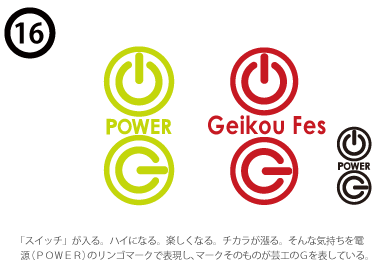 16
POWER
Geikou Fes
POWER
「スイッチ」が入る。ハイになる。楽しくなる。チカラが漲る。そんな気持ちを電
源（ＰＯＷＥＲ）のリンゴマークで表現し、マークそのものが芸工のＧを表している。